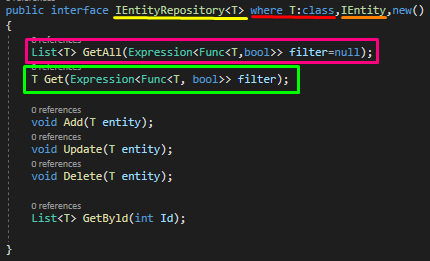 public interface IEntityRepository<T> where T:class,IEntity,new()
{
List<T> GetAll(Expression<Func<T,bool>> filter=null);
0 references
T Get(Expression<Func<T, bool>> filter);
0 references
void Add(T entity);
0 references
void Update(T entity);
0 references
void Delete(T entity);
0 references
List<T> GetByld(int Id);
}